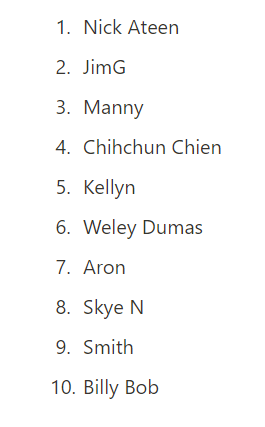 1. Nick Ateen
2. JimG
3. Manny
4. Chihchun Chien
5. Kellyn
6. Weley Dumas
7. Aron
8. Skye N
9. Smith
10. Billy Bob